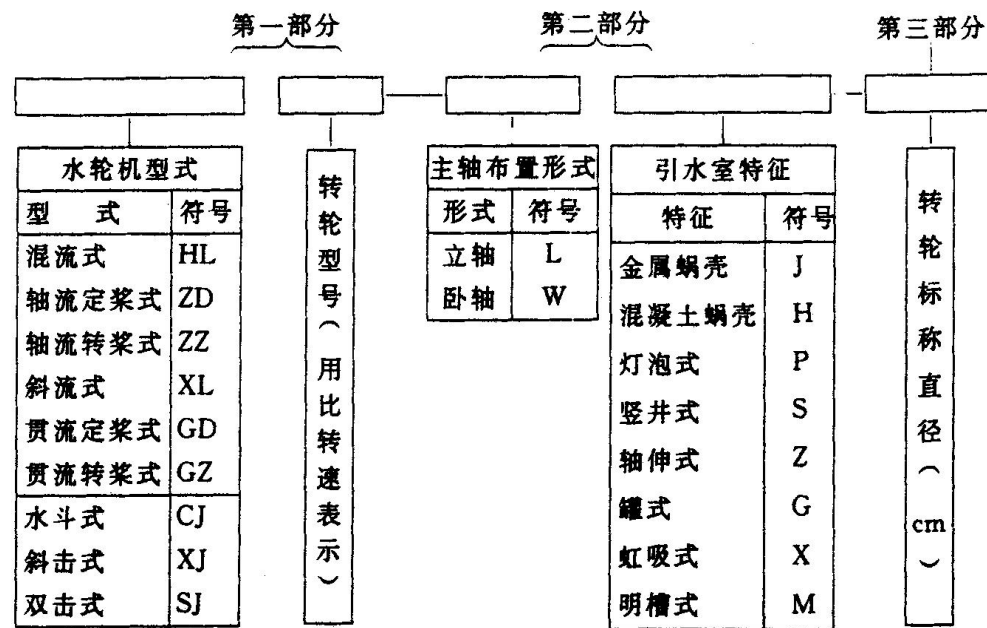 第一部分 第二部分 第三部分
水轮机型式
型 式 符号
混流式 HL
轴流定桨式 ZD
轴流转桨式 ZZ
斜流式 XL
贯流定桨式 GD
贯流转桨式 GZ
水斗式 CJ
斜击式 XJ
双击式 SJ
转轮型号(用比转速表示)
主轴布置形式
形式 符号
立轴 L
卧轴 W
引水室特征
特征 符号
金属蜗壳 J
混凝土蜗壳 H
灯泡式 P
竖井式 S
轴伸式 Z
罐式 G
虹吸式 X
明槽式 M
转轮标称直径(cm)